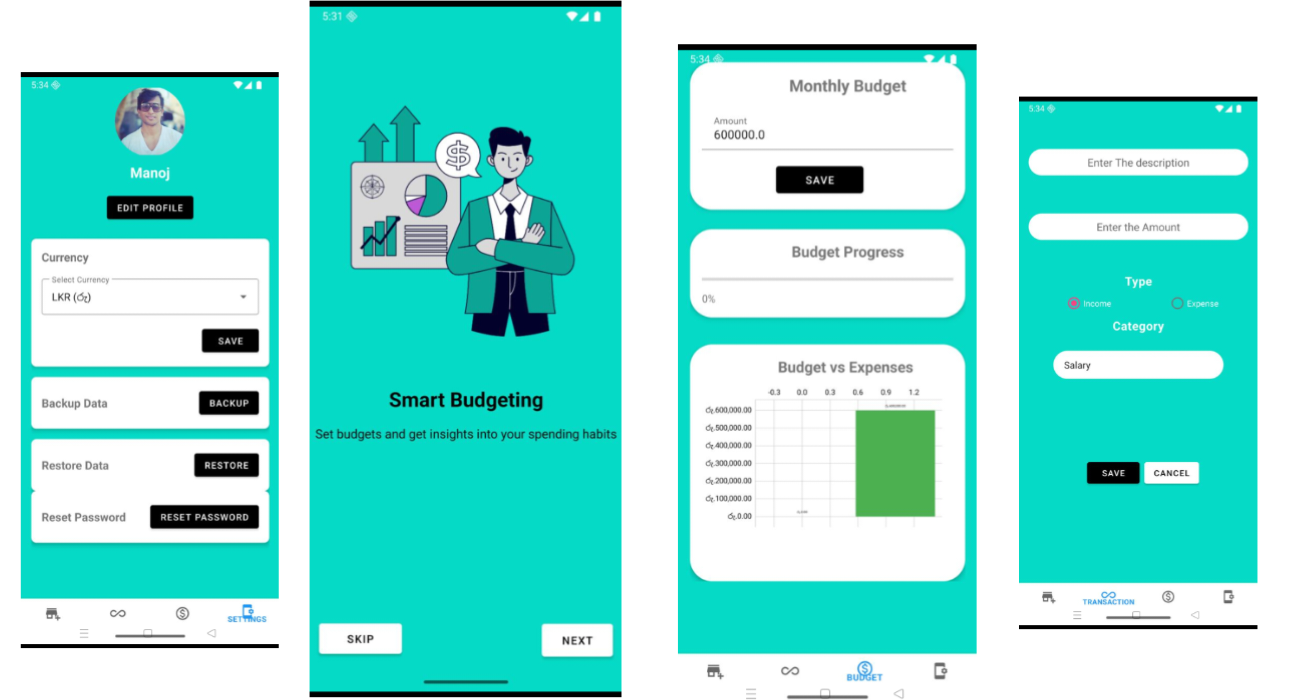 5:34
Manoj
EDIT PROFILE
Currency
Select Currency
LKR (රු)
SAVE
Backup Data
BACKUP
Restore Data
RESTORE
Reset Password
RESET PASSWORD
SETTINGS
5:31
$
Smart Budgeting
Set budgets and get insights into your spending habits
SKIP
NEXT
5:34
Monthly Budget
Amount
600000.0
SAVE
Budget Progress
0%
Budget vs Expenses
-0.3 0.0 0.3 0.6 0.9 1.2
රු.600,000.00
රු.500,000.00
රු.400,000.00
රු.300,000.00
රු.200,000.00
රු.100,000.00
රු.0.00
BUDGET
5:34
Enter The description
Enter the Amount
Type
Income
Expense
Category
Salary
SAVE
CANCEL
TRANSACTION